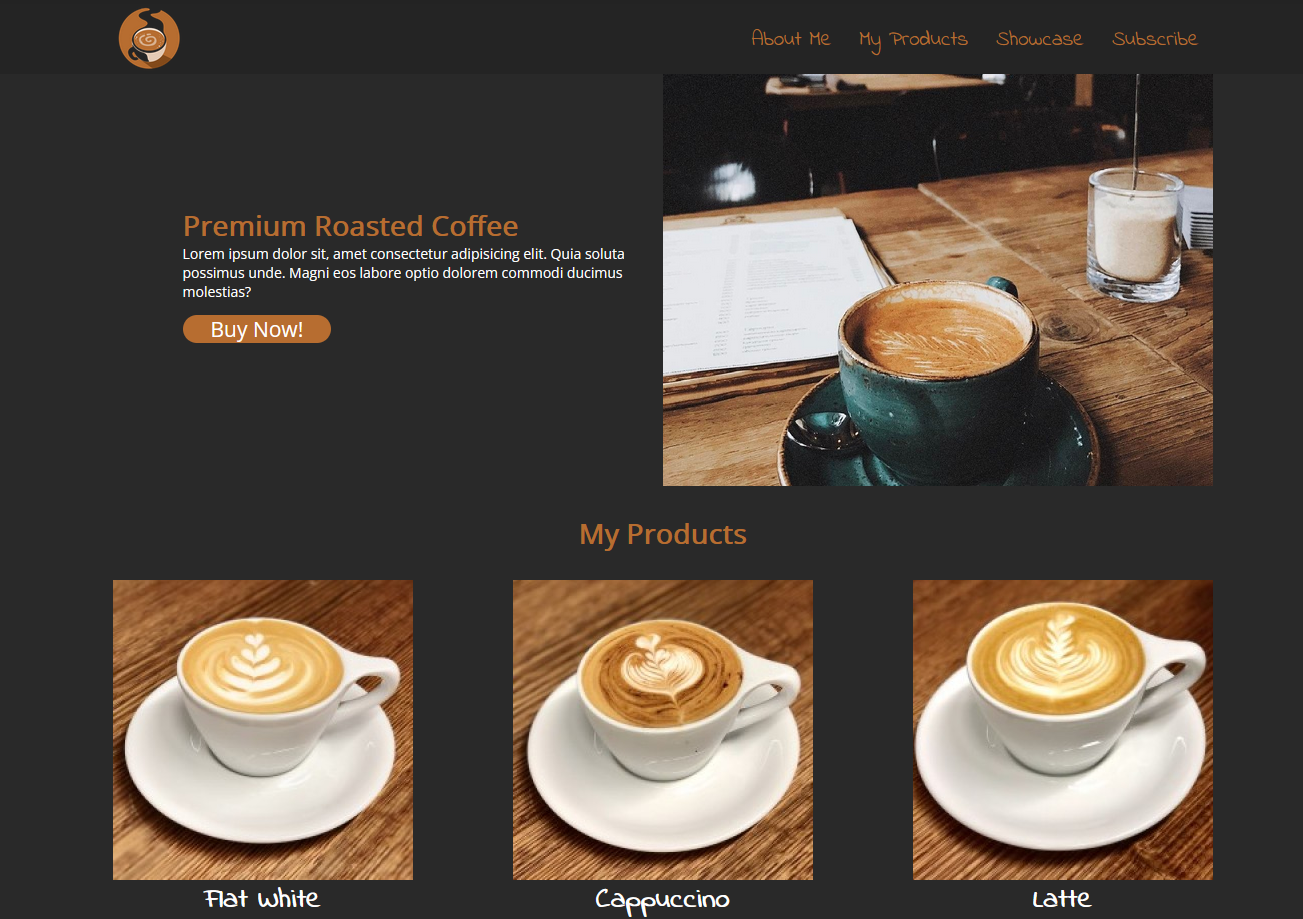 About Me My Products Showcase Subscribe
Premium Roasted Coffee
Lorem ipsum dolor sit, amet consectetur adipisicing elit. Quia soluta
possimus unde. Magni eos labore optio dolorem commodi ducimus
molestias?
Buy Now!
My Products
Flat White Cappuccino Latte